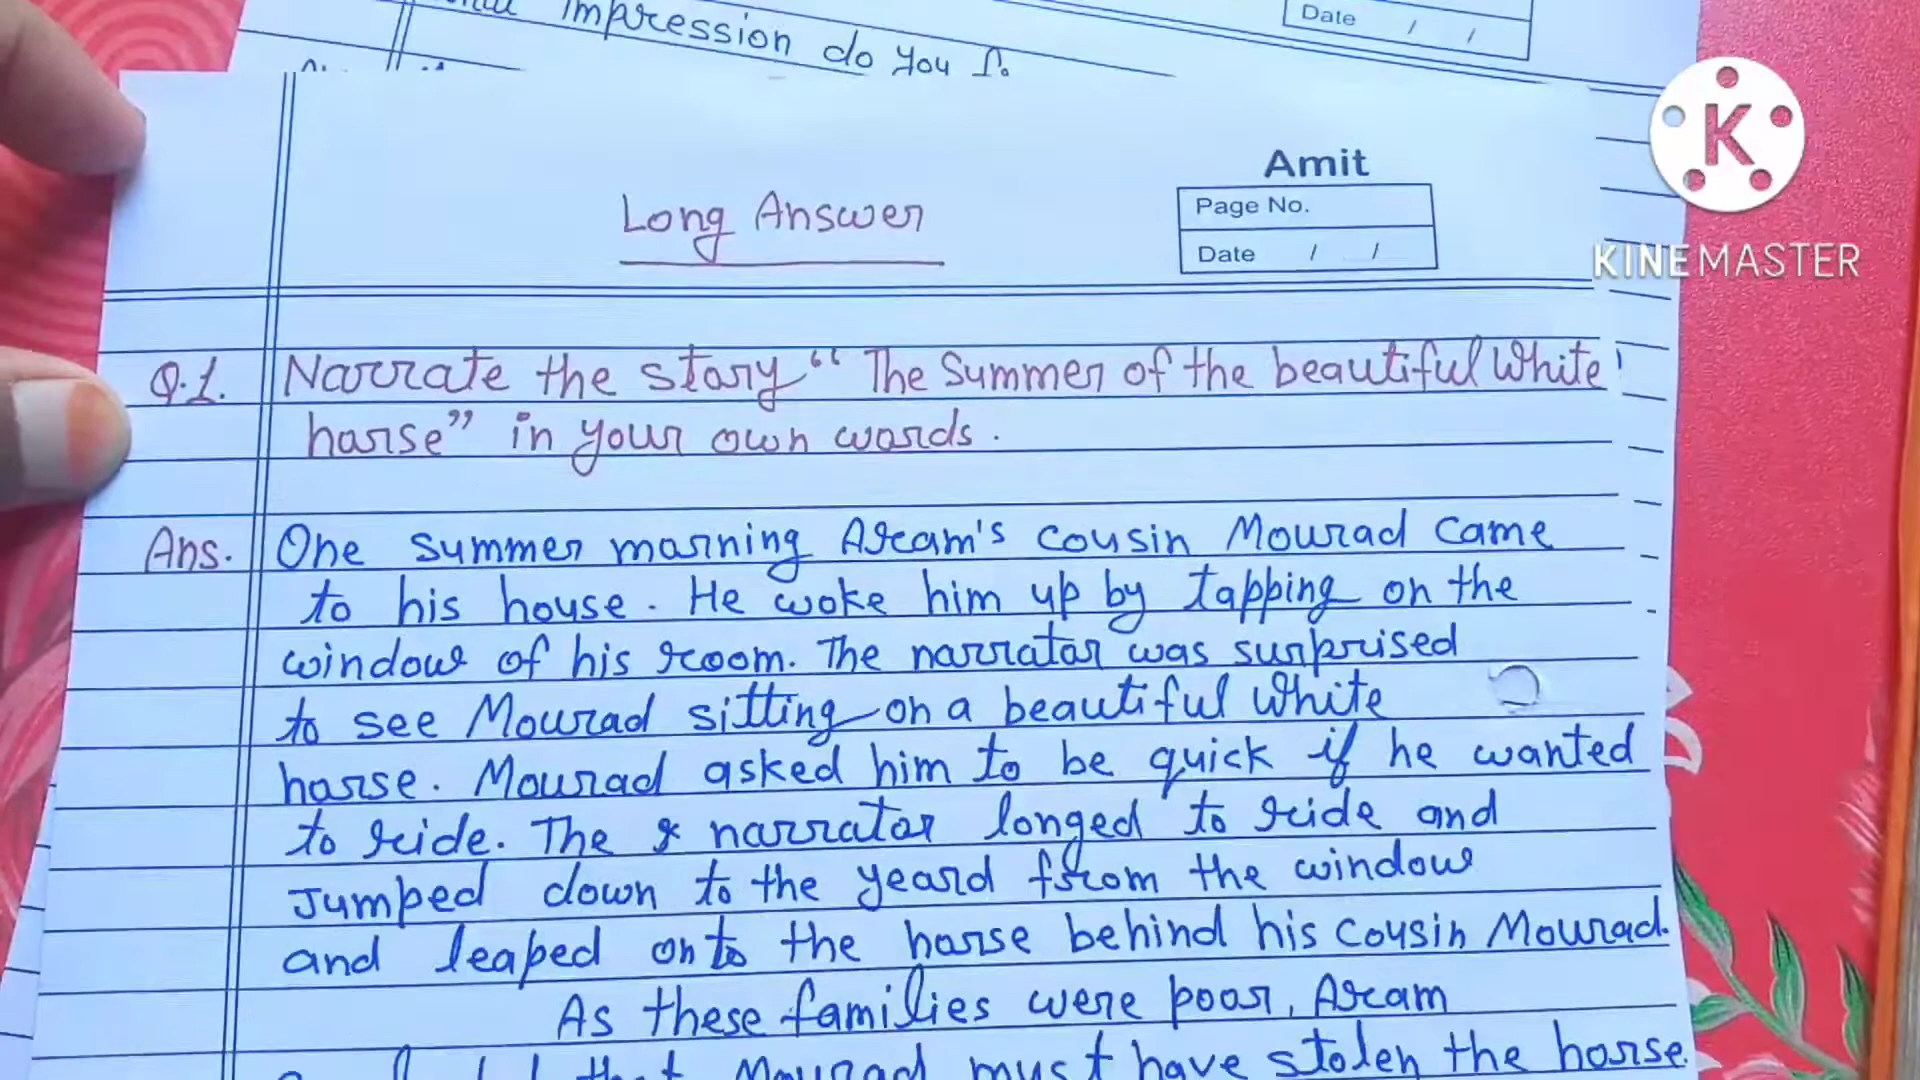 impression do you
Date / /
K
KINEMASTER
Amit
Page No.
Date / /
Long Answer
Q.1. Narrate the story "The Summer of the beautiful White
horse" in your own words.
Ans. One summer morning Aram's cousin Mourad came
to his house. He woke him up by tapping on the
window of his room. The narrator was surprised
to see Mourad sitting on a beautiful White
horse. Mourad asked him to be quick if he wanted
to ride. The narrator longed to ride and
Jumped down to the yeard from the window
and leaped onto the horse behind his cousin Mourad.
As these families were poor, Aram
that Mourad must have stolen the horse.